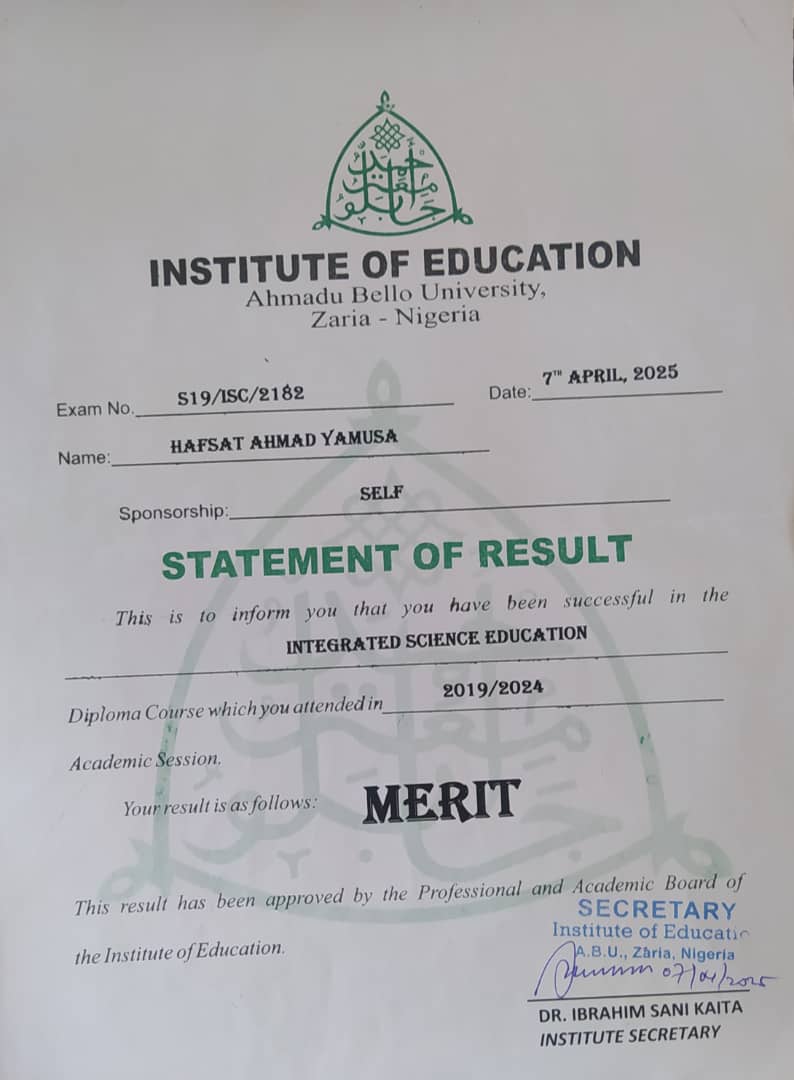 INSTITUTE OF EDUCATION
Ahmadu Bello University,
Zaria - Nigeria
Exam No. S19/ISC/2182
Date: 7TH APRIL, 2025
Name: HAFSAT AHMAD YAMUSA
Sponsorship: SELF
STATEMENT OF RESULT
This is to inform you that you have been successful in the
INTEGRATED SCIENCE EDUCATION
Diploma Course which you attended in 2019/2024
Academic Session.
Your result is as follows: MERIT
This result has been approved by the Professional and Academic Board of
the Institute of Education.
SECRETARY
Institute of Educatio
A.B.U., Zaria, Nigeria
07/04/2025
DR. IBRAHIM SANI KAITA
INSTITUTE SECRETARY